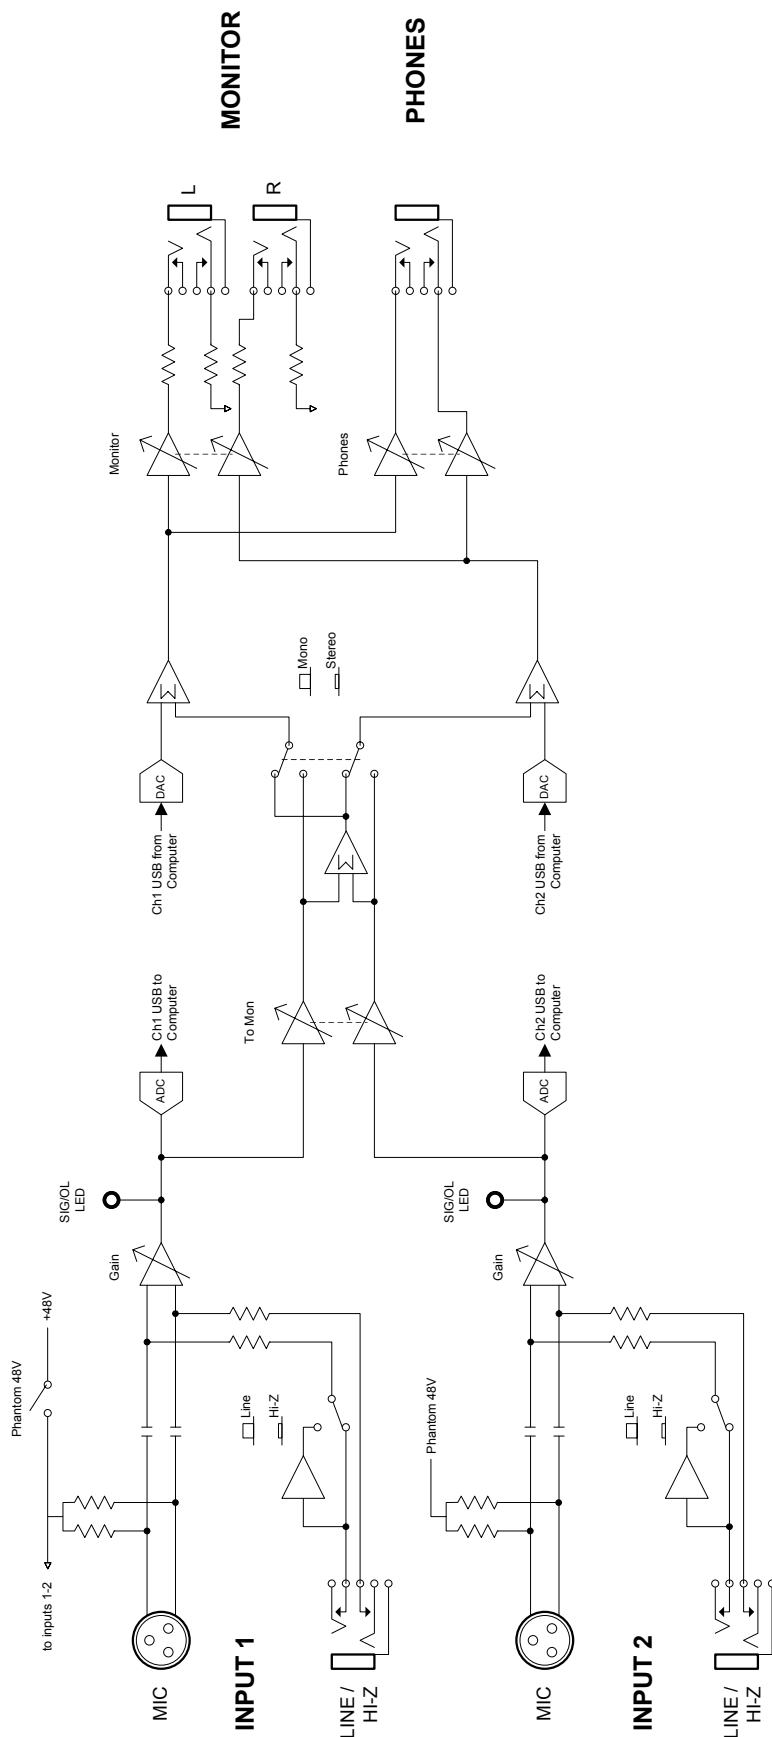 Phantom 48V
+48V
to inputs 1-2
MIC
INPUT 1
LINE /
HI-Z
Line
Hi-Z
Gain
SIG/OL
LED
ADC
Ch1 USB to
Computer
Phantom 48V
MIC
INPUT 2
LINE /
HI-Z
Line
Hi-Z
Gain
SIG/OL
LED
ADC
Ch2 USB to
Computer
To Mon
Σ
Mono
Stereo
Ch1 USB from
Computer
DAC
Σ
Ch2 USB from
Computer
DAC
Σ
Monitor
Phones
L
R
MONITOR
PHONES